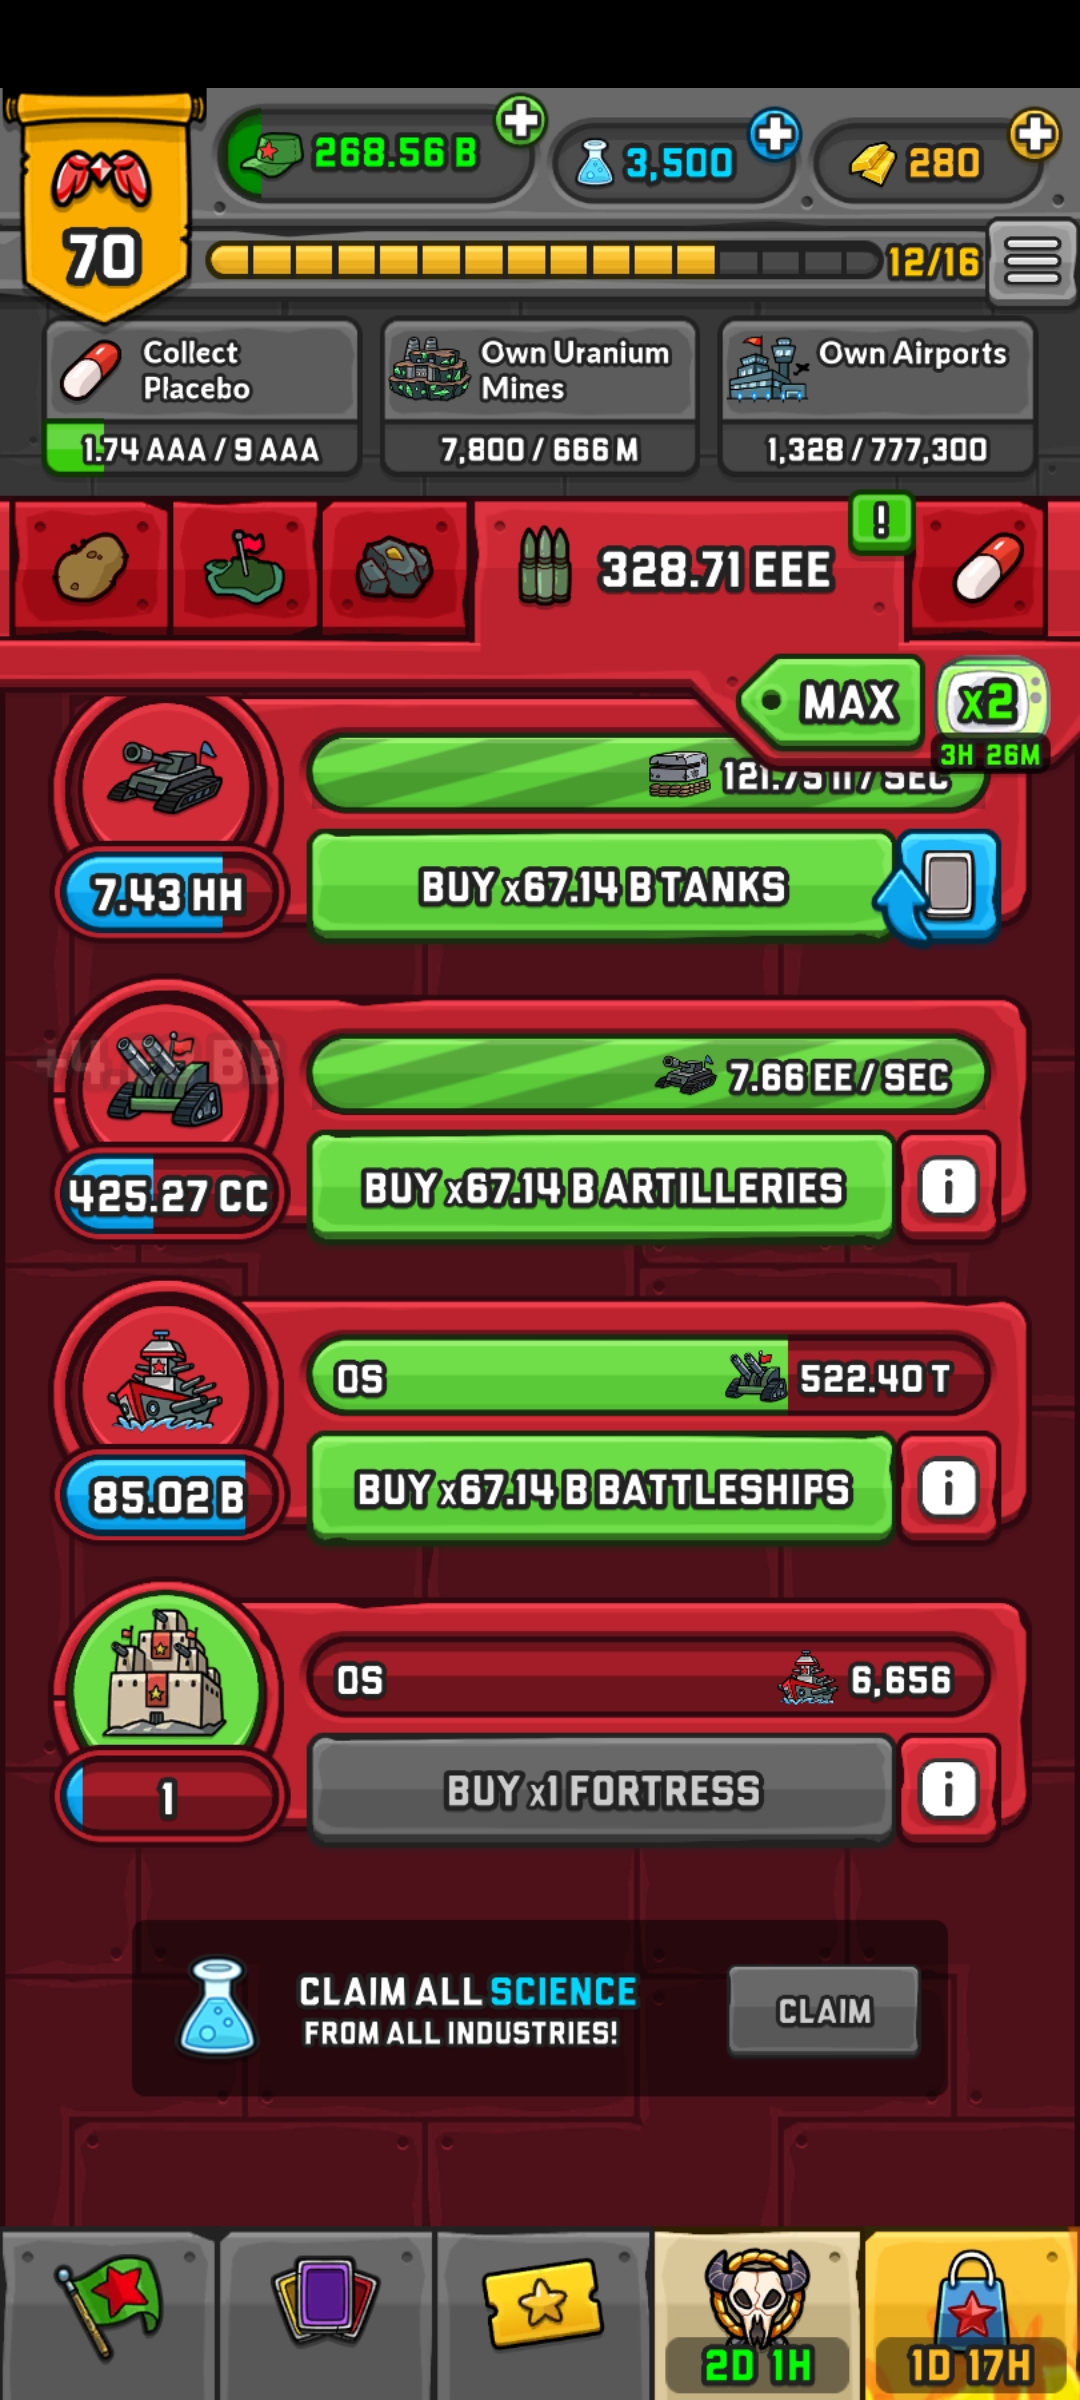 70
268.56 B
3,500
280
12/16
Collect
Placebo
1.74 AAA / 9 AAA
Own Uranium
Mines
7,800 / 666 M
Own Airports
1,328 / 777,300
328.71 EEE
!
MAX
x2
3H 26M
/ SEC
7.43 HH
BUY x67.14 B TANKS
7.66 EE / SEC
425.27 CC
BUY x67.14 B ARTILLERIES
i
0S
522.40 T
85.02 B
BUY x67.14 B BATTLESHIPS
i
0S
6,656
1
BUY x1 FORTRESS
i
CLAIM ALL SCIENCE
FROM ALL INDUSTRIES!
CLAIM
2D 1H
1D 17H